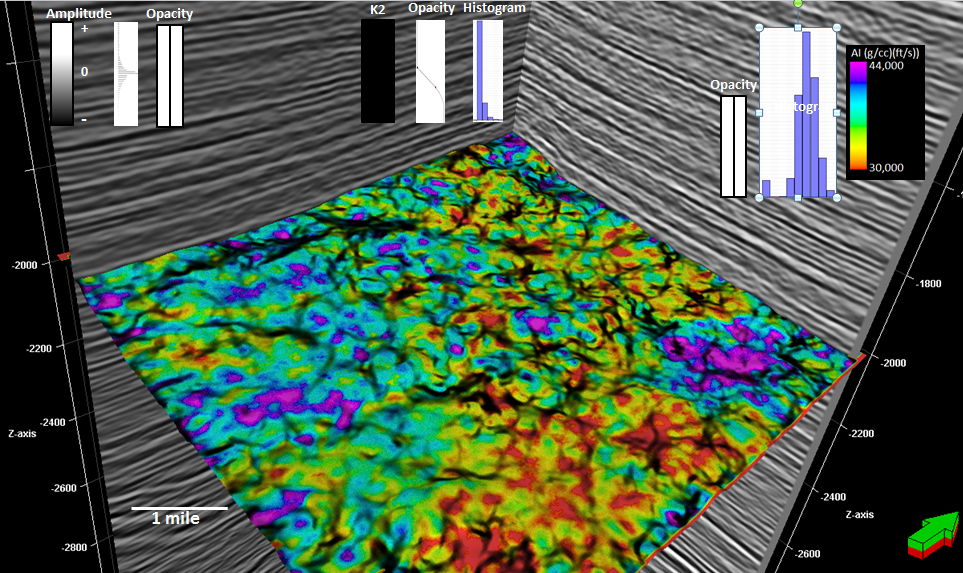 Amplitude
Opacity
+
0
-
K2
Opacity
Histogram
Opacity
togra
AI (g/cc)(ft/s))
44,000
30,000
-2000
-2200
-2400
Z-axis
-2600
-2800
1 mile
-1800
-2000
-2200
-2400
Z-axis
-2600